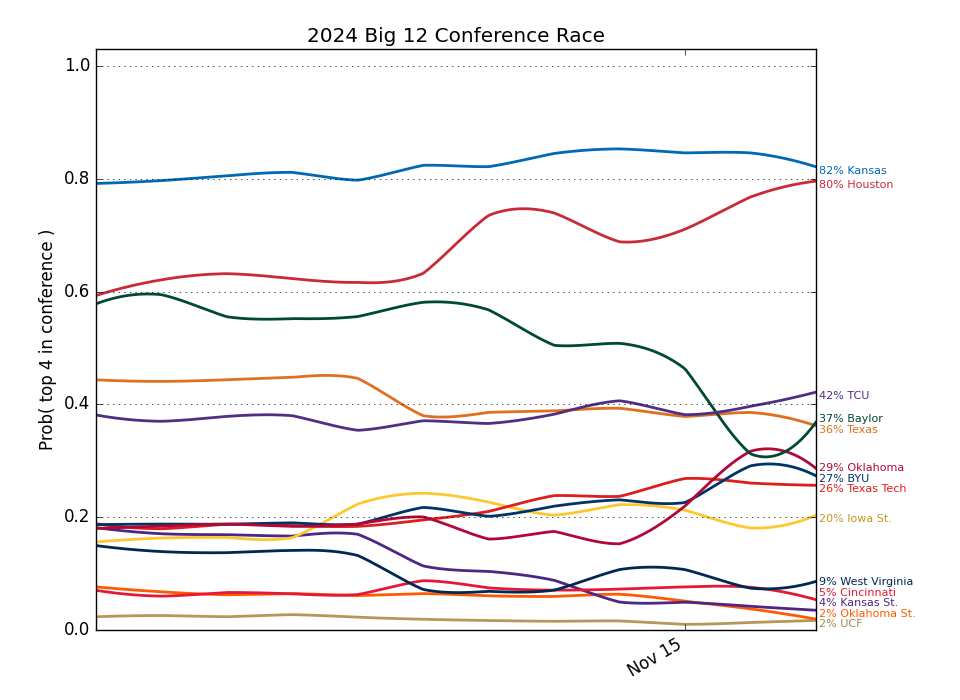 2024 Big 12 Conference Race
Prob( top 4 in conference )
1.0
0.8
0.6
0.4
0.2
0.0
Nov 15
82% Kansas
80% Houston
42% TCU
37% Baylor
36% Texas
29% Oklahoma
27% BYU
26% Texas Tech
20% Iowa St.
9% West Virginia
5% Cincinnati
4% Kansas St.
2% Oklahoma St.
2% UCF